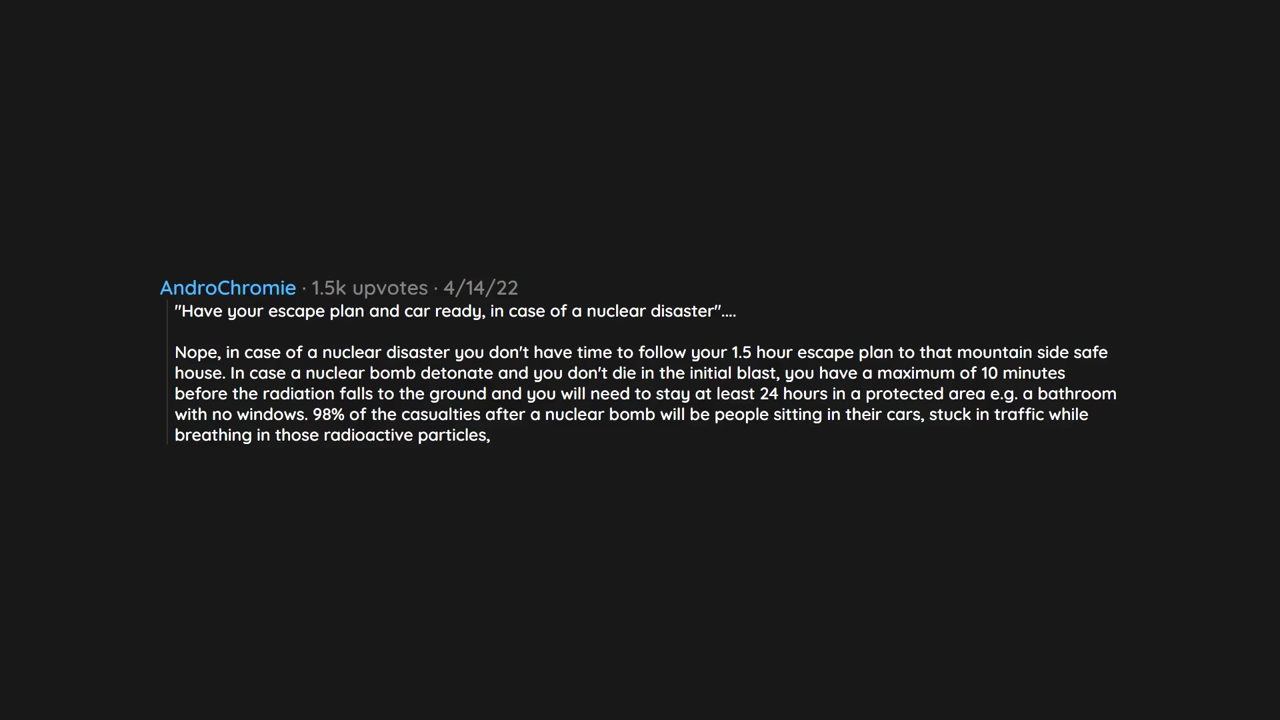 AndroChromie · 1.5k upvotes · 4/14/22
"Have your escape plan and car ready, in case of a nuclear disaster"....
Nope, in case of a nuclear disaster you don't have time to follow your 1.5 hour escape plan to that mountain side safe
house. In case a nuclear bomb detonate and you don't die in the initial blast, you have a maximum of 10 minutes
before the radiation falls to the ground and you will need to stay at least 24 hours in a protected area e.g. a bathroom
with no windows. 98% of the casualties after a nuclear bomb will be people sitting in their cars, stuck in traffic while
breathing in those radioactive particles,